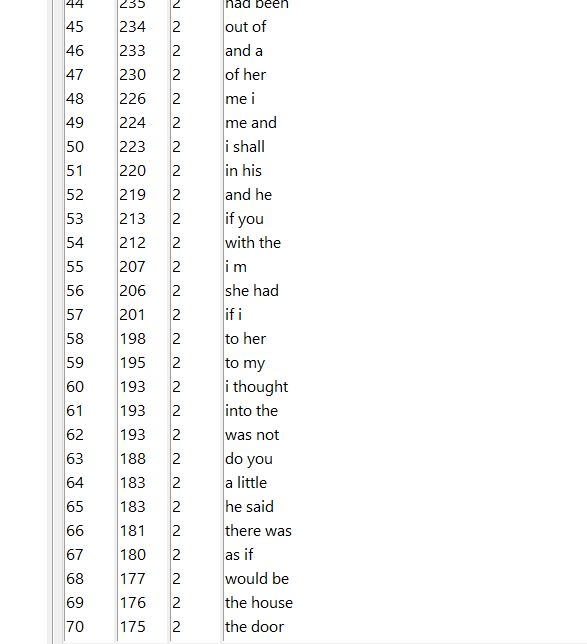 44 235 2 had been
45 234 2 out of
46 233 2 and a
47 230 2 of her
48 226 2 me i
49 224 2 me and
50 223 2 i shall
51 220 2 in his
52 219 2 and he
53 213 2 if you
54 212 2 with the
55 207 2 i m
56 206 2 she had
57 201 2 if i
58 198 2 to her
59 195 2 to my
60 193 2 i thought
61 193 2 into the
62 193 2 was not
63 188 2 do you
64 183 2 a little
65 183 2 he said
66 181 2 there was
67 180 2 as if
68 177 2 would be
69 176 2 the house
70 175 2 the door